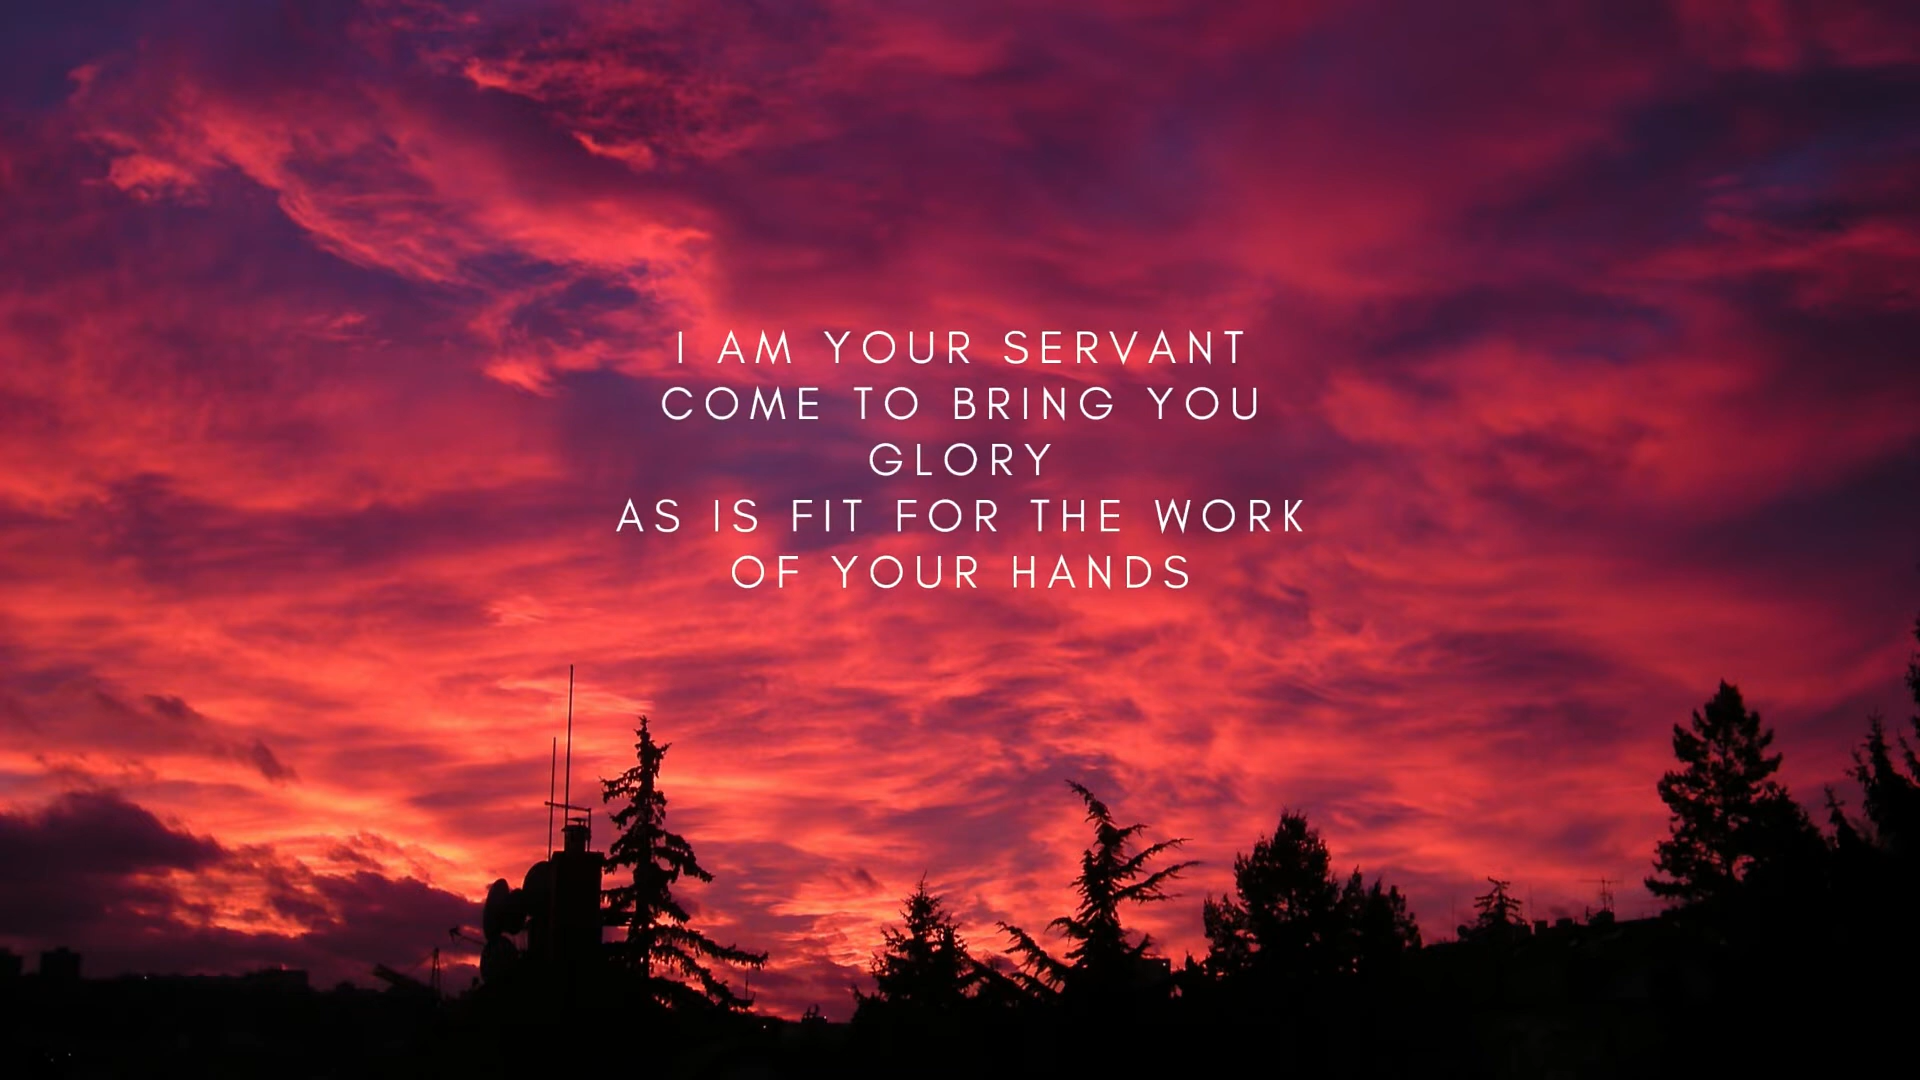 I AM YOUR SERVANT
COME TO BRING YOU
GLORY
AS IS FIT FOR THE WORK
OF YOUR HANDS